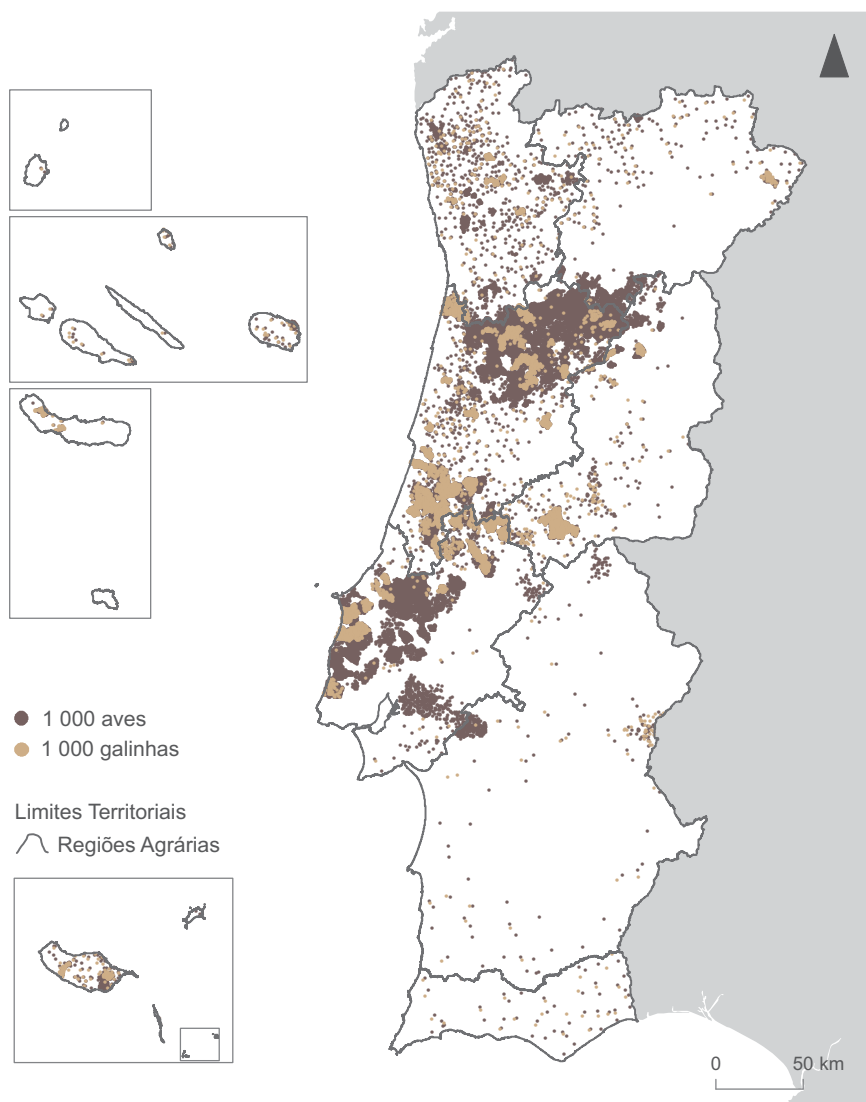 1 000 aves
1 000 galinhas
Limites Territoriais
Regiões Agrárias
0 50 km